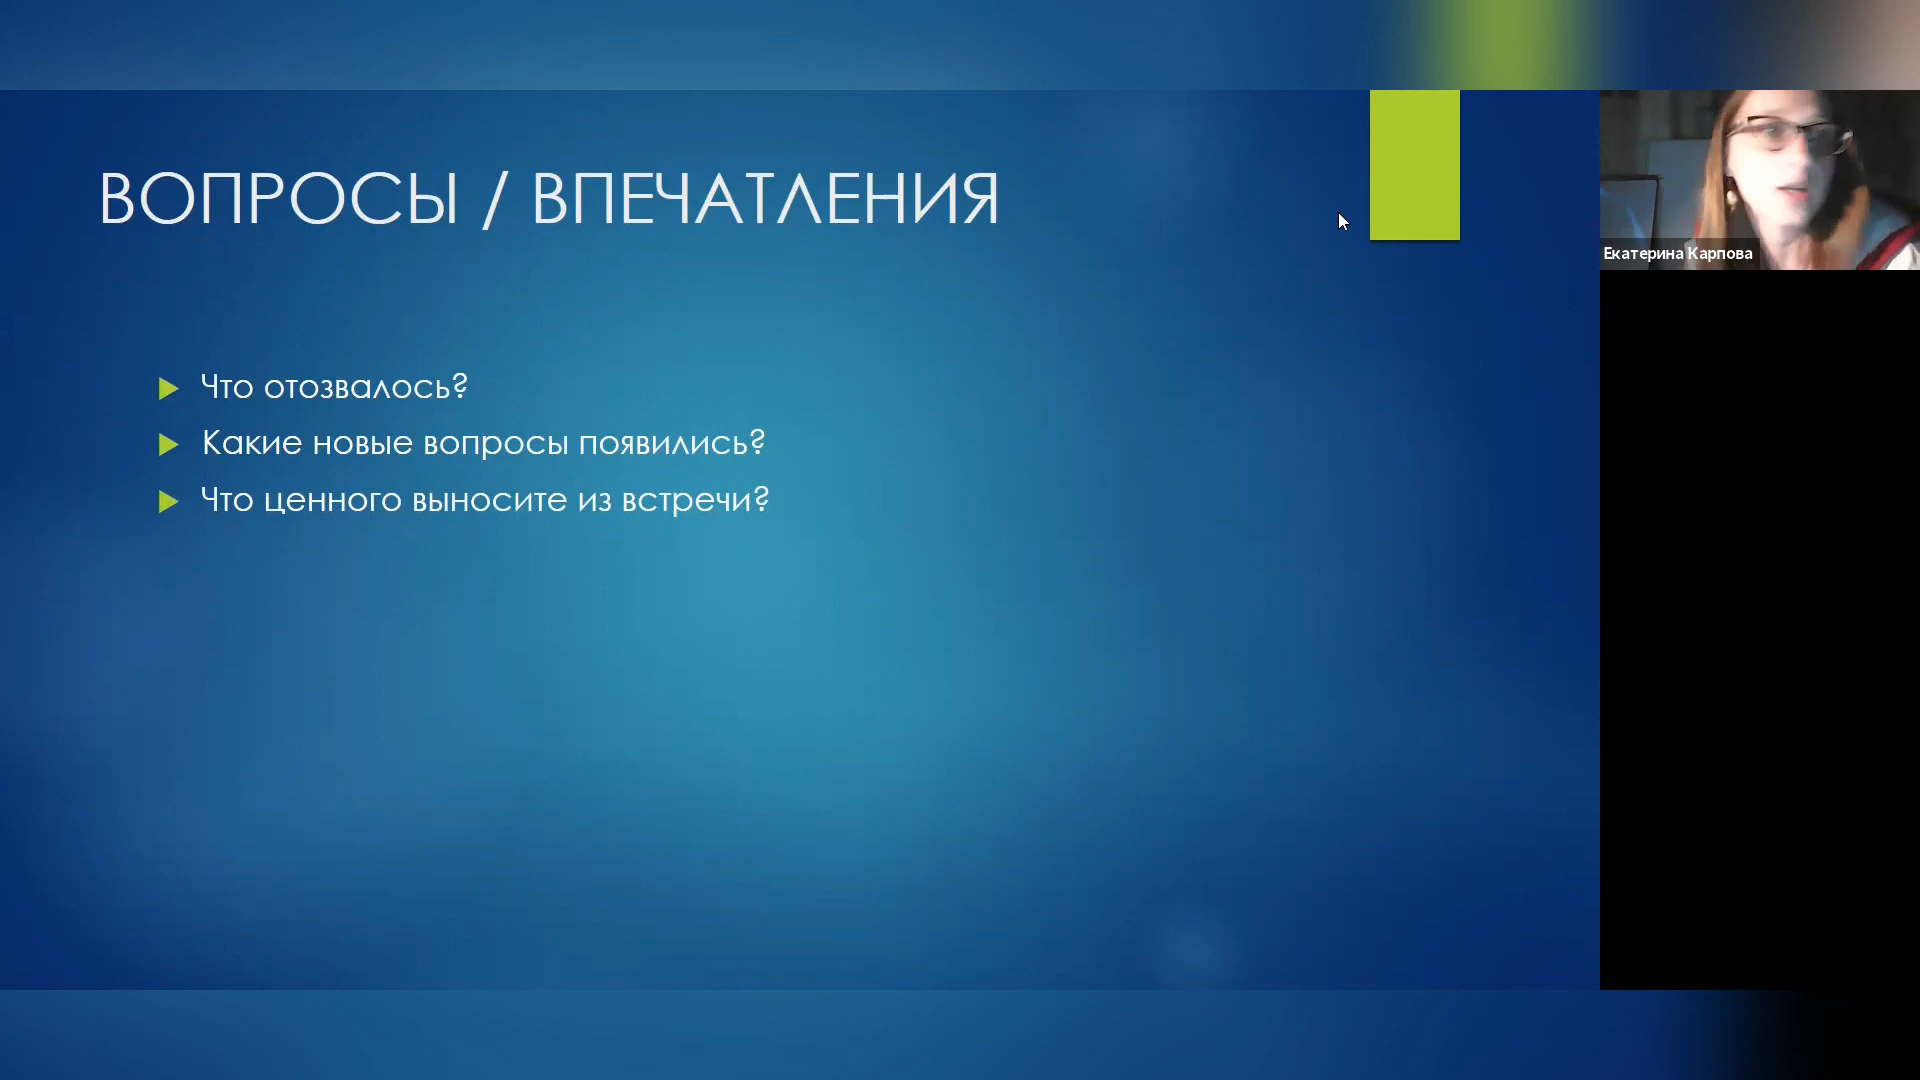 ВОПРОСЫ / ВПЕЧАТЛЕНИЯ
Что отозвалось?
Какие новые вопросы появились?
Что ценного выносите из встречи?
Екатерина Карпова